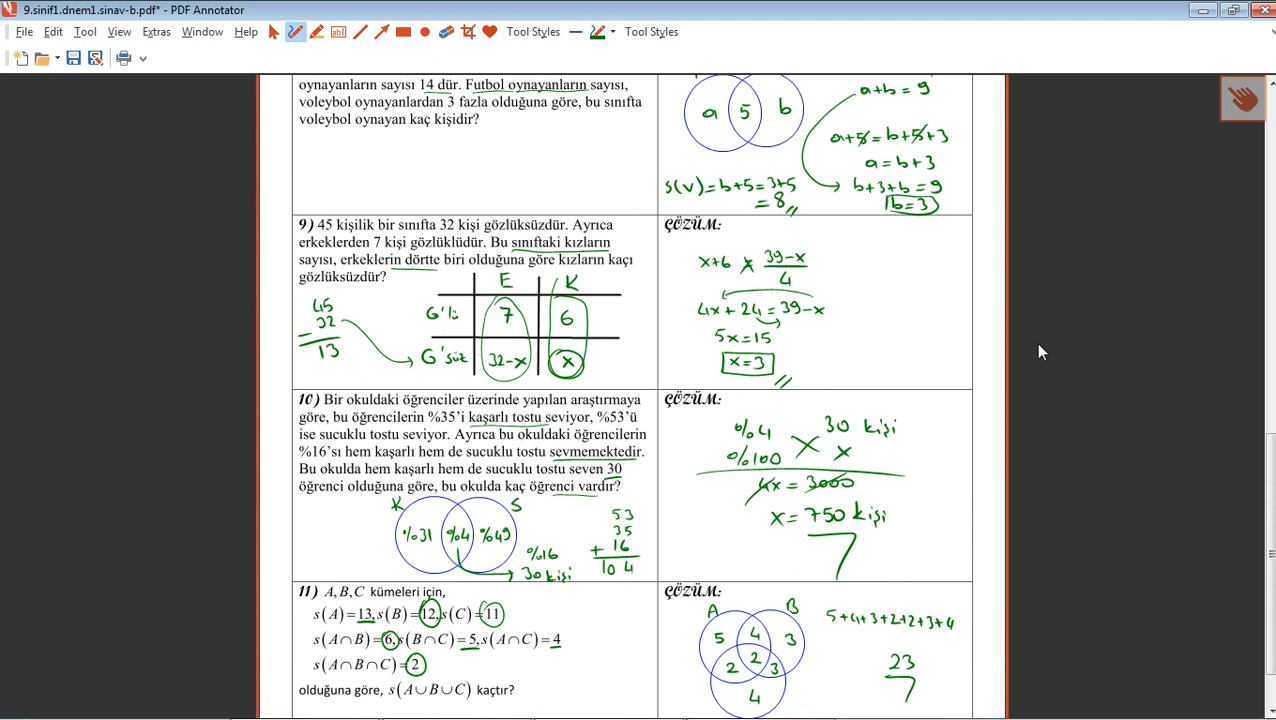 9.sinif1.dnem1.sinav-b.pdf* - PDF Annotator
File Edit Tool View Extras Window Help Tool Styles Tool Styles
oynayanların sayısı 14 dür. Futbol oynayanların sayısı,
voleybol oynayanlardan 3 fazla olduğuna göre, bu sınıfta
voleybol oynayan kaç kişidir?
a 5 b
a+b = 9
a+5 = b+5+3
a = b+3
b+3+b = 9
b=3
s(V) = b+5 = 3+5
= 8
9) 45 kişilik bir sınıfta 32 kişi gözlüksüzdür. Ayrıca
erkeklerden 7 kişi gözlüklüdür. Bu sınıftaki kızların
sayısı, erkeklerin dörtte biri olduğuna göre kızların kaçı
gözlüksüzdür?
E K
G'lü 7 6
G'süz 32-x x
45
32
-
13
ÇÖZÜM:
x+6 = 39-x
4
4x + 24 = 39-x
5x = 15
x = 3
10) Bir okuldaki öğrenciler üzerinde yapılan araştırmaya
göre, bu öğrencilerin %35'i kaşarlı tostu seviyor, %53'ü
ise sucuklu tostu seviyor. Ayrıca bu okuldaki öğrencilerin
%16'sı hem kaşarlı hem de sucuklu tostu sevmemektedir.
Bu okulda hem kaşarlı hem de sucuklu tostu seven 30
öğrenci olduğuna göre, bu okulda kaç öğrenci vardır?
K S
%31 %4 %49
%16
30 kişi
53
35
+ 16
104
ÇÖZÜM:
%4 30 kişi
%100 x
4x = 3000
x = 750 kişi
11) A, B, C kümeleri için,
s(A)=13, s(B)=12, s(C)=11
s(A∩B)=6, s(B∩C)=5, s(A∩C)=4
s(A∩B∩C)=2
olduğuna göre, s(A∪B∪C) kaçtır?
ÇÖZÜM:
A B
5 4 3
2 2 3
4
5+4+3+2+2+3+4
23